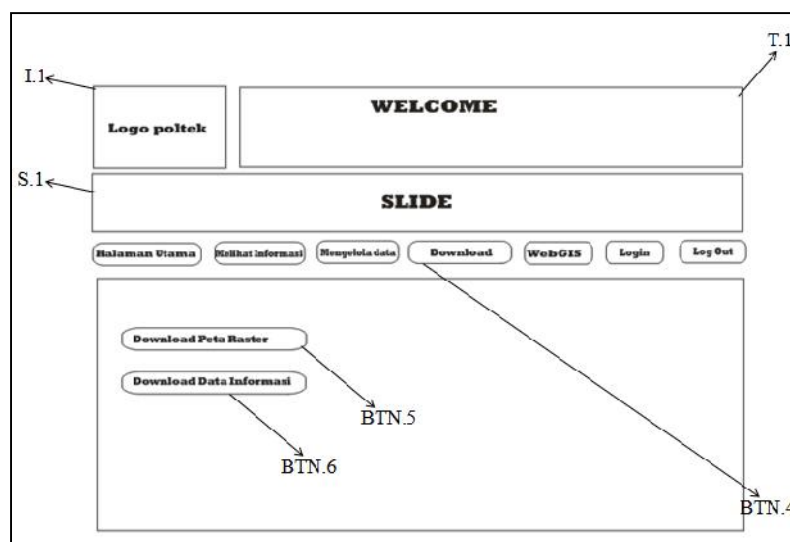 T.1
I.1
WELCOME
Logo poltek
S.1
SLIDE
Halaman Utama
Melihat Informasi
Mengelola data
Download
WebGIS
Login
Log Out
Download Peta Raster
Download Data Informasi
BTN.5
BTN.6
BTN.4